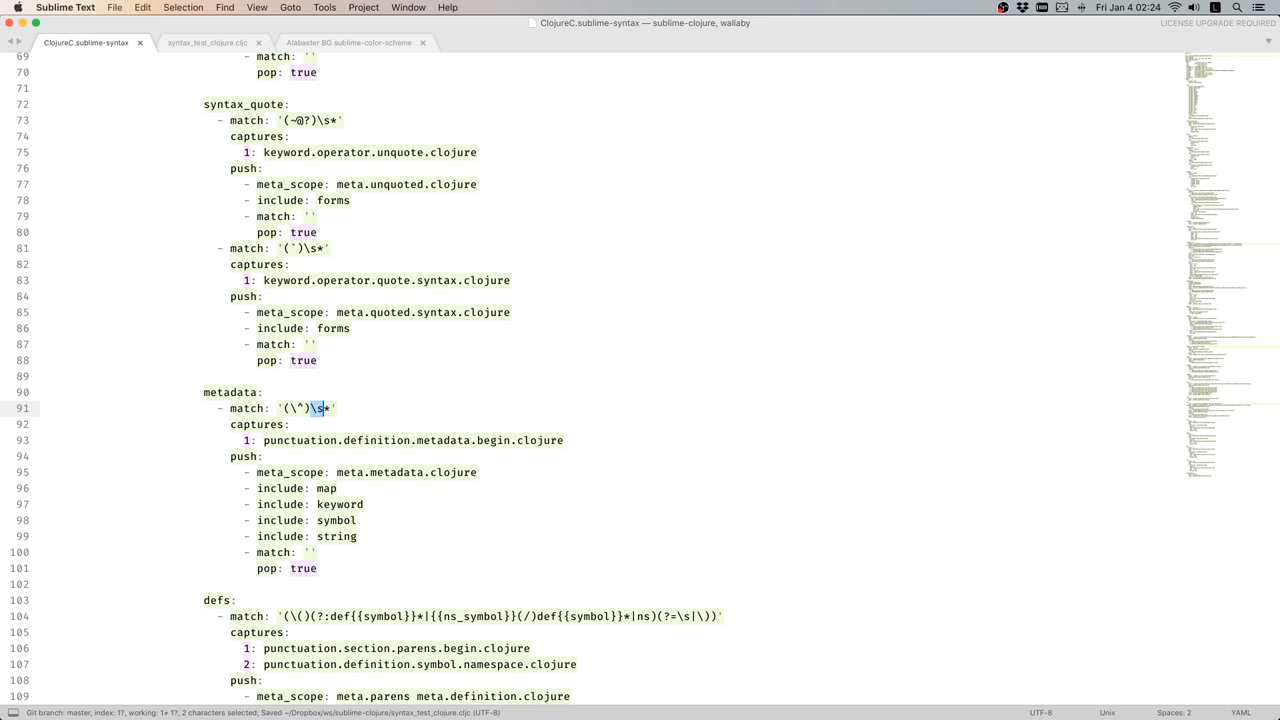 Sublime Text File Edit Selection Find View Goto Tools Project Window Help Fri Jan 4 02:24
ClojureC.sublime-syntax — sublime-clojure, wallaby LICENSE UPGRADE REQUIRED
ClojureC.sublime-syntax × syntax_test_clojure.cljc × Alabaster BG.sublime-color-scheme ×
69 - match: ''
70 pop: true
71
72 syntax_quote:
73 - match: '(~@?)'
74 captures:
75 1: keyword.operator.unquote.clojure
76 push:
77 - meta_scope: meta.unquoted.clojure
78 - include: main
79 - match: ''
80 pop: true
81 - match: '(`)'
82 captures:
83 1: keyword.operator.quote.syntax.clojure
84 push:
85 - meta_scope: meta.quoted.syntax.clojure
86 - include: main
87 - match: ''
88 pop: true
89
90 metadata:
91 - match: '(\^)'
92 captures:
93 1: punctuation.definition.metadata.begin.clojure
94 push:
95 - meta_scope: meta.metadata.clojure
96 - include: map
97 - include: keyword
98 - include: symbol
99 - include: string
100 - match: ''
101 pop: true
102
103 defs:
104 - match: '(\()(?:def{{symbol}}*|{{ns_symbol}}(/)def{{symbol}}*|ns)(?=\s|\))'
105 captures:
106 1: punctuation.section.parens.begin.clojure
107 2: punctuation.definition.symbol.namespace.clojure
108 push:
109 - meta_scope: meta.parens meta.definition.clojure
Git branch: master, index: 1?, working: 1≠ 1?, 2 characters selected; Saved ~/Dropbox/ws/sublime-clojure/syntax_test_clojure.cljc (UTF-8) UTF-8 Unix Spaces: 2 YAML